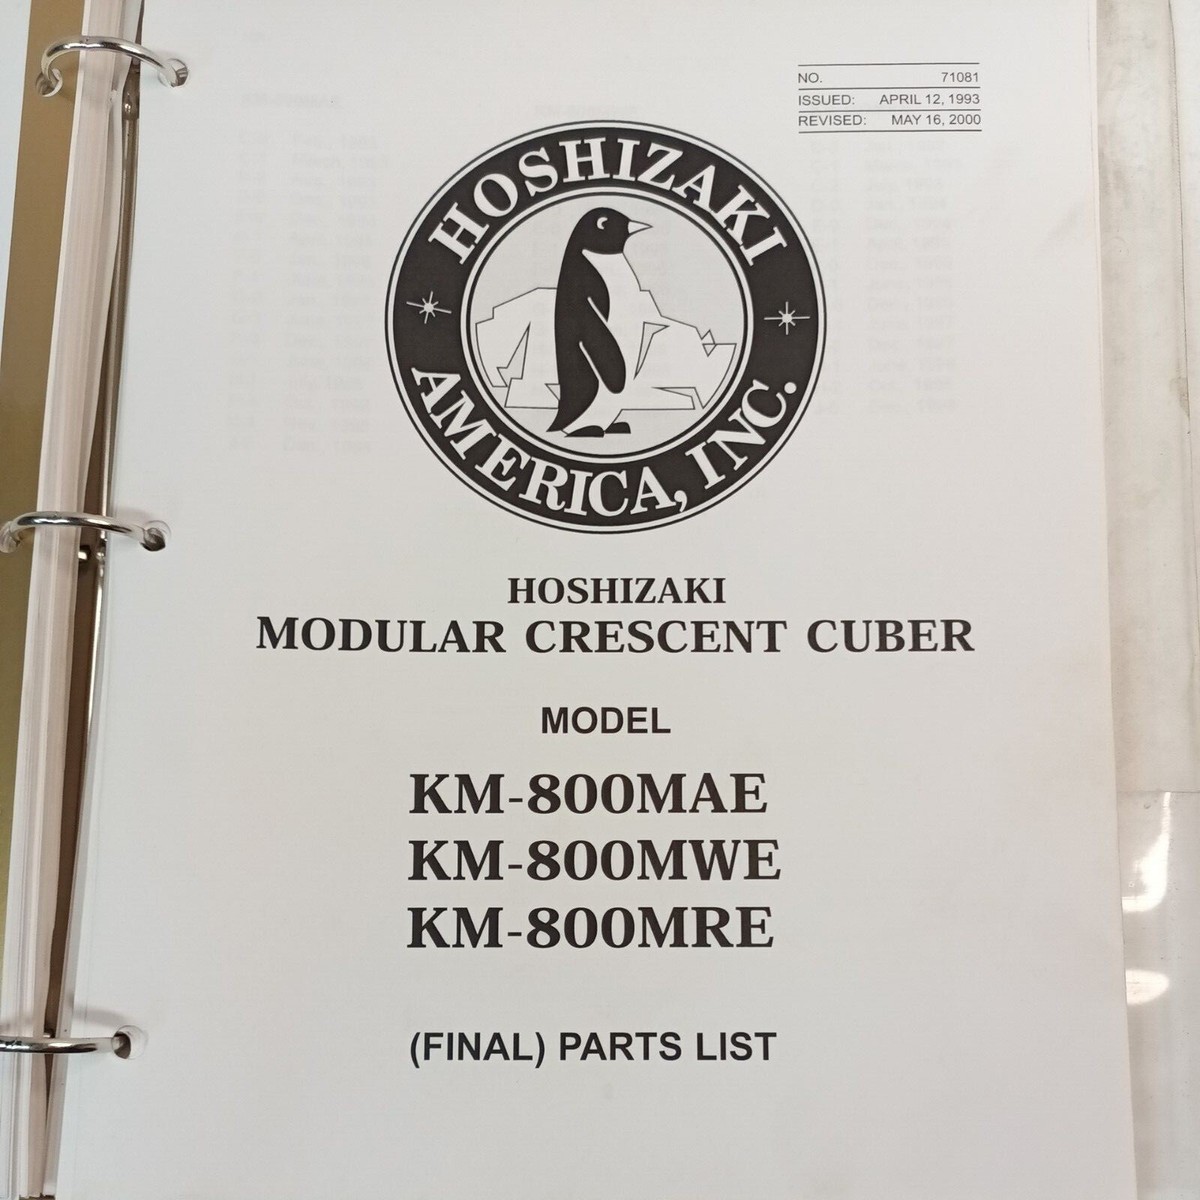 NO. 71081
ISSUED: APRIL 12, 1993
REVISED: MAY 16, 2000
HOSHIZAKI
AMERICA, INC.
HOSHIZAKI
MODULAR CRESCENT CUBER
MODEL
KM-800MAE
KM-800MWE
KM-800MRE
(FINAL) PARTS LIST